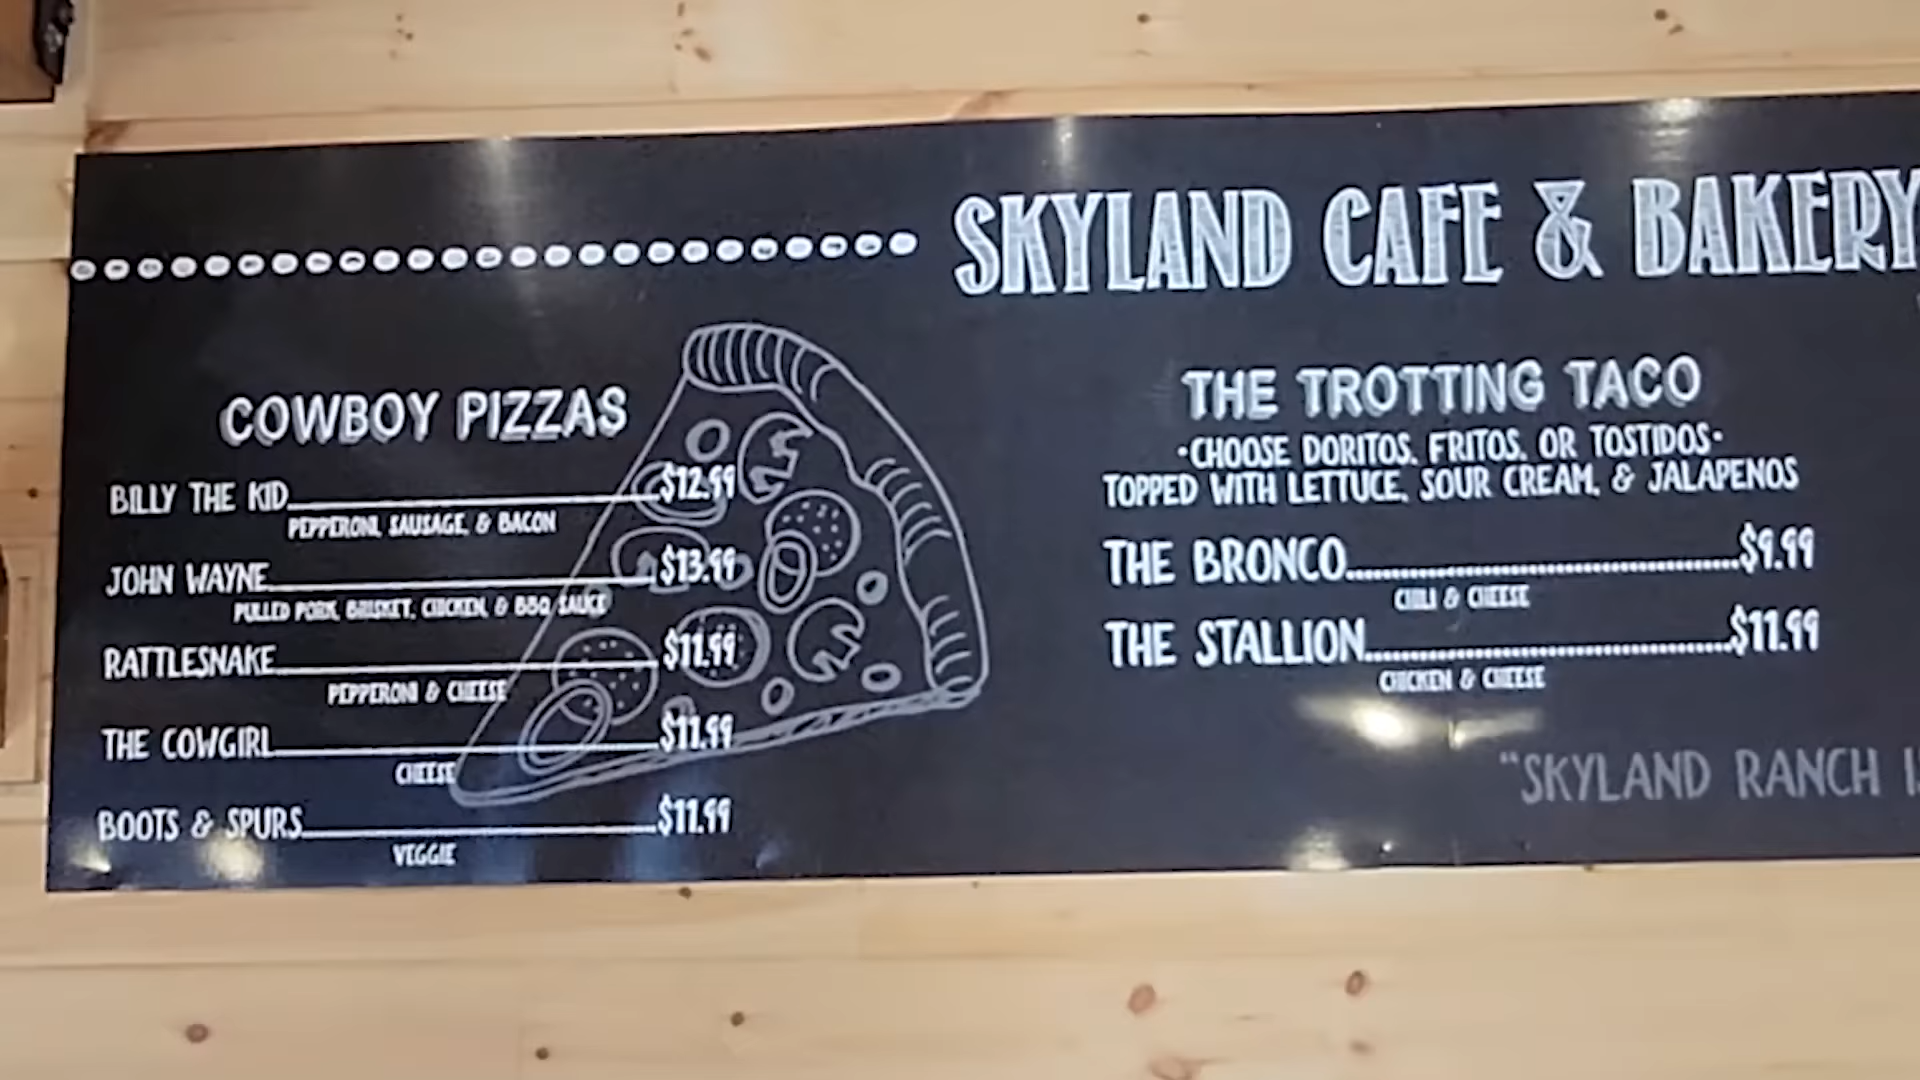 SKYLAND CAFE & BAKERY
COWBOY PIZZAS
BILLY THE KID $12.99
PEPPERONI, SAUSAGE, & BACON
JOHN WAYNE $13.99
PULLED PORK, BRISKET, CHICKEN, & BBQ SAUCE
RATTLESNAKE $11.99
PEPPERONI & CHEESE
THE COWGIRL $11.99
CHEESE
BOOTS & SPURS $11.99
VEGGIE
THE TROTTING TACO
·CHOOSE DORITOS, FRITOS, OR TOSTIDOS·
TOPPED WITH LETTUCE, SOUR CREAM, & JALAPENOS
THE BRONCO $9.99
CHILI & CHEESE
THE STALLION $11.99
CHICKEN & CHEESE
"SKYLAND RANCH